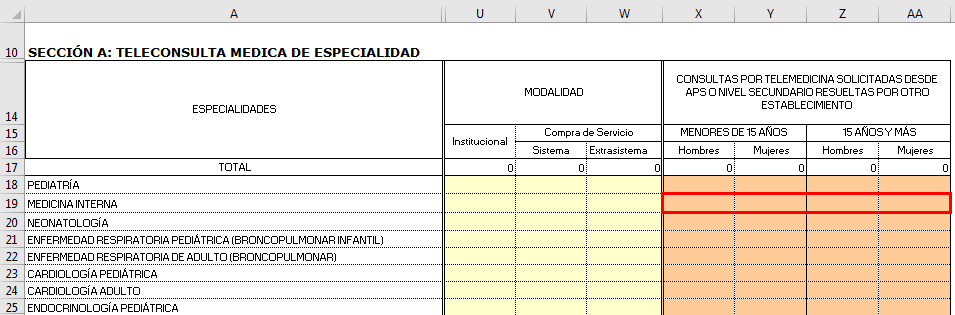 A U V W X Y Z AA
10 SECCIÓN A: TELECONSULTA MEDICA DE ESPECIALIDAD
14 ESPECIALIDADES MODALIDAD CONSULTAS POR TELEMEDICINA SOLICITADAS DESDE
APS O NIVEL SECUNDARIO RESUELTAS POR OTRO
ESTABLECIMIENTO
15 Institucional Compra de Servicio MENORES DE 15 AÑOS 15 AÑOS Y MÁS
16 Sistema Extrasistema Hombres Mujeres Hombres Mujeres
17 TOTAL 0 0 0 0 0 0 0
18 PEDIATRÍA
19 MEDICINA INTERNA
20 NEONATOLOGÍA
21 ENFERMEDAD RESPIRATORIA PEDIÁTRICA (BRONCOPULMONAR INFANTIL)
22 ENFERMEDAD RESPIRATORIA DE ADULTO (BRONCOPULMONAR)
23 CARDIOLOGÍA PEDIÁTRICA
24 CARDIOLOGÍA ADULTO
25 ENDOCRINOLOGÍA PEDIÁTRICA